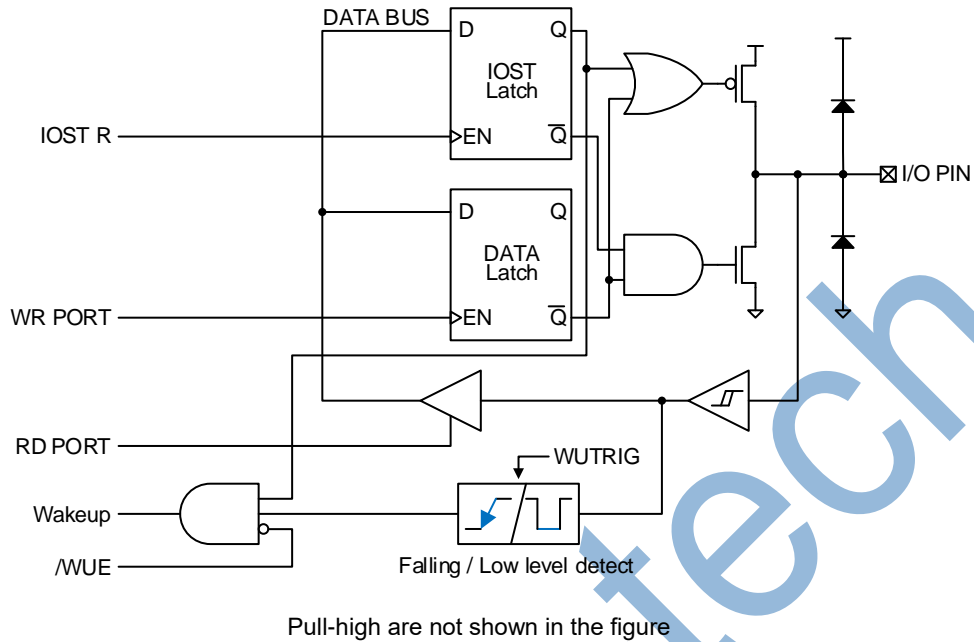 DATA BUS
D Q
IOST
Latch
IOST R
EN Q̅
I/O PIN
D Q
DATA
Latch
WR PORT
EN Q̅
RD PORT
WUTRIG
Wakeup
/WUE
Falling / Low level detect
Pull-high are not shown in the figure
tech